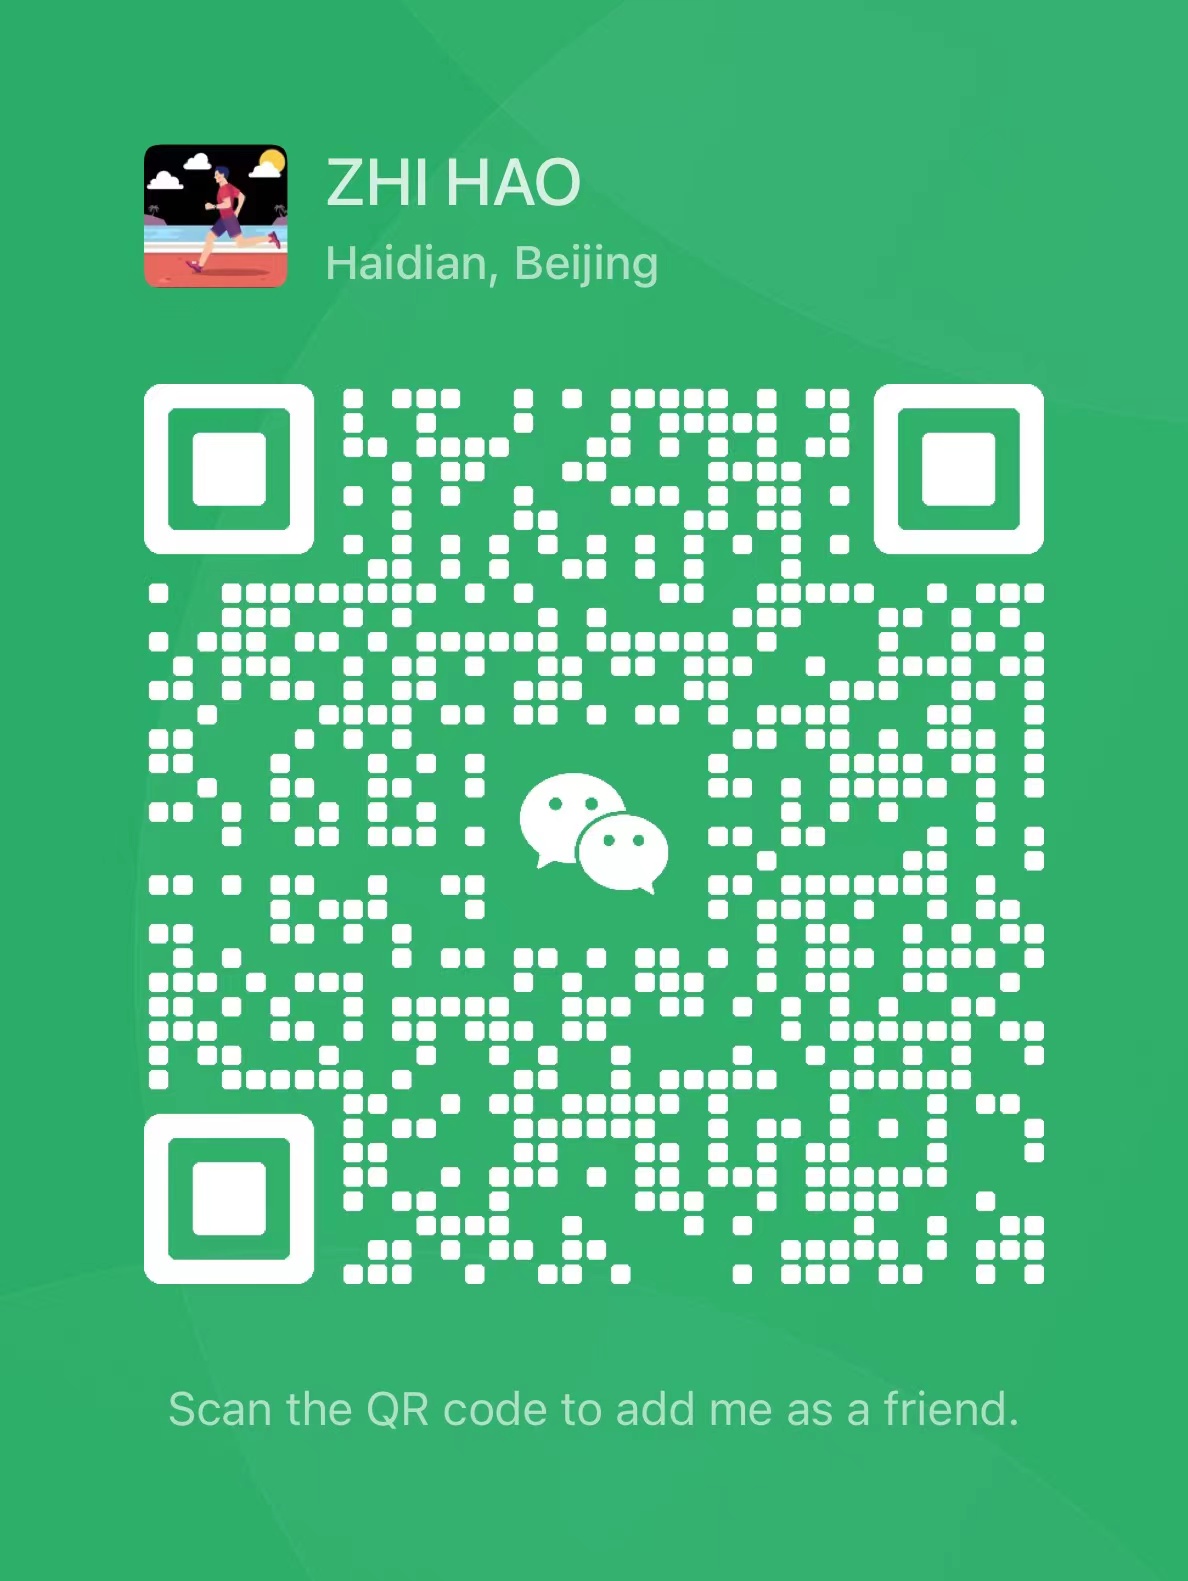 ZHI HAO
Haidian, Beijing
Scan the QR code to add me as a friend.